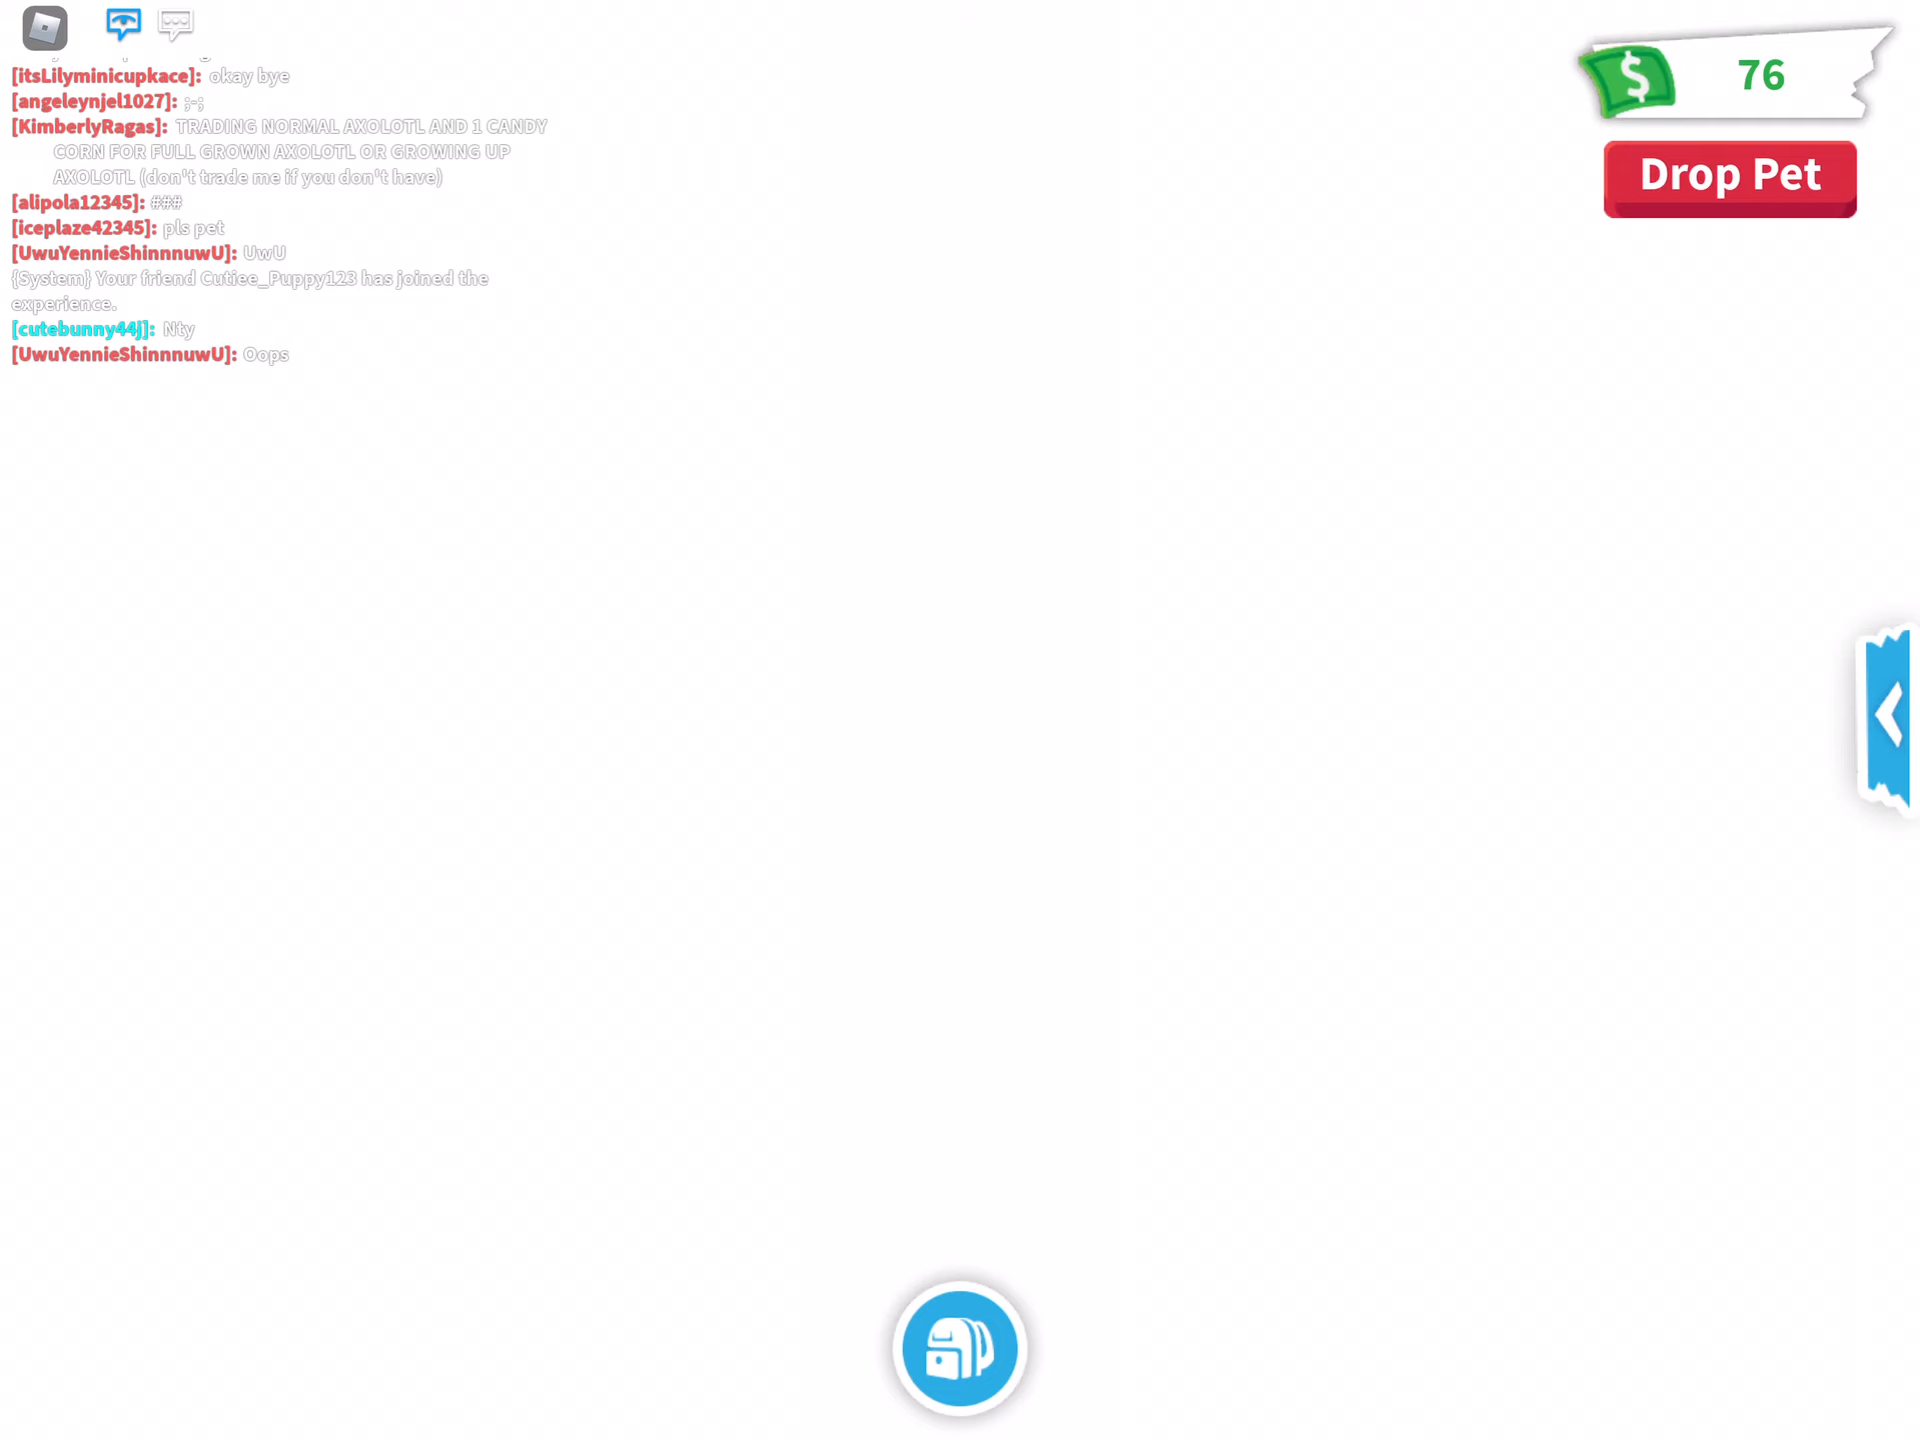 [itsLilyminicupkace]: okay bye
[angeleynjel1027]: ;-;
[KimberlyRagas]: TRADING NORMAL AXOLOTL AND 1 CANDY
CORN FOR FULL GROWN AXOLOTL OR GROWING UP
AXOLOTL (don't trade me if you don't have)
[alipola12345]: ###
[iceplaze42345]: pls pet
[UwuYennieShinnnuwU]: UwU
{System} Your friend Cutiee_Puppy123 has joined the
experience.
[cutebunny44j]: Nty
[UwuYennieShinnnuwU]: Oops
$ 76
Drop Pet